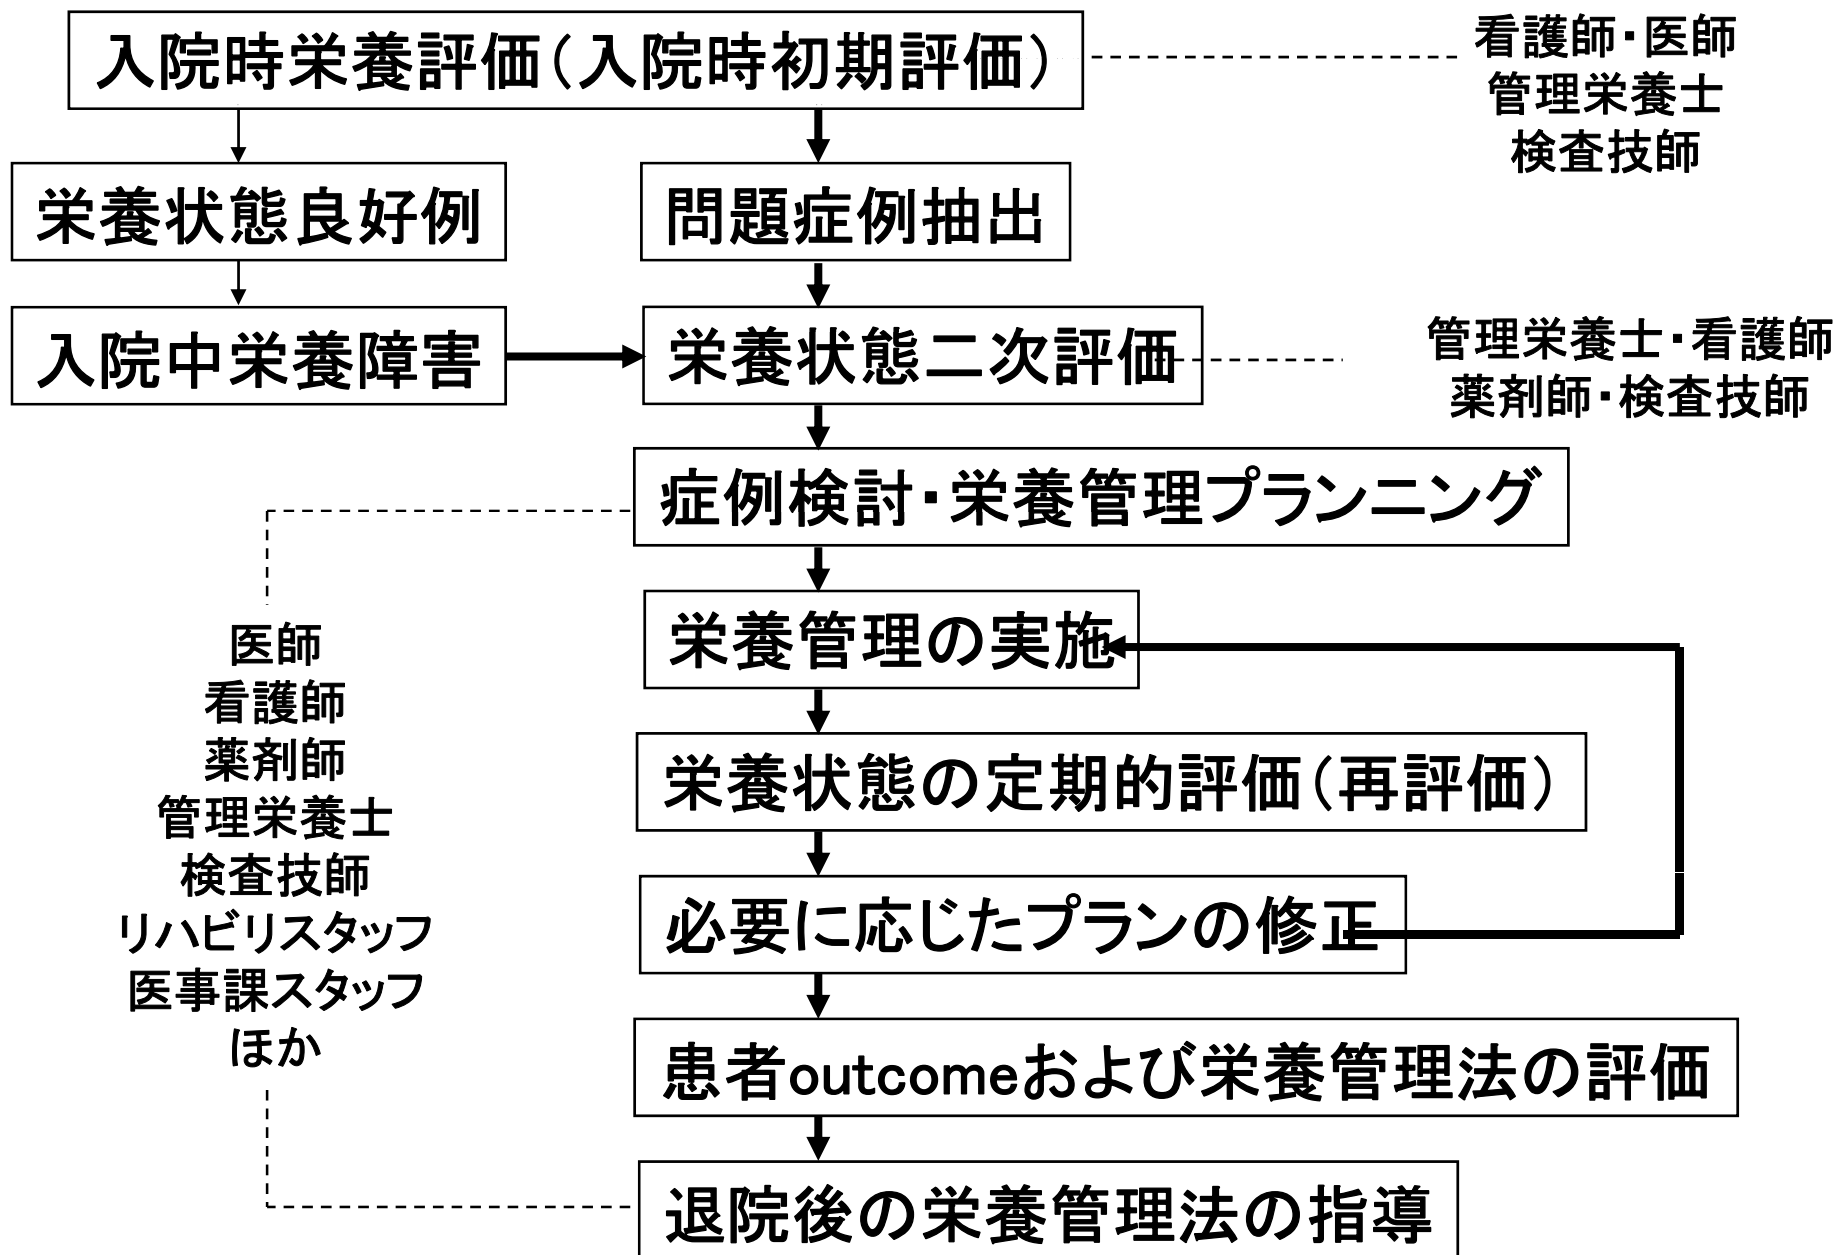 入院時栄養評価(入院時初期評価)
看護師・医師
管理栄養士
検査技師
栄養状態良好例
問題症例抽出
入院中栄養障害
栄養状態二次評価
管理栄養士・看護師
薬剤師・検査技師
症例検討・栄養管理プランニング
栄養管理の実施
医師
看護師
薬剤師
管理栄養士
検査技師
リハビリスタッフ
医事課スタッフ
ほか
栄養状態の定期的評価(再評価)
必要に応じたプランの修正
患者outcomeおよび栄養管理法の評価
退院後の栄養管理法の指導